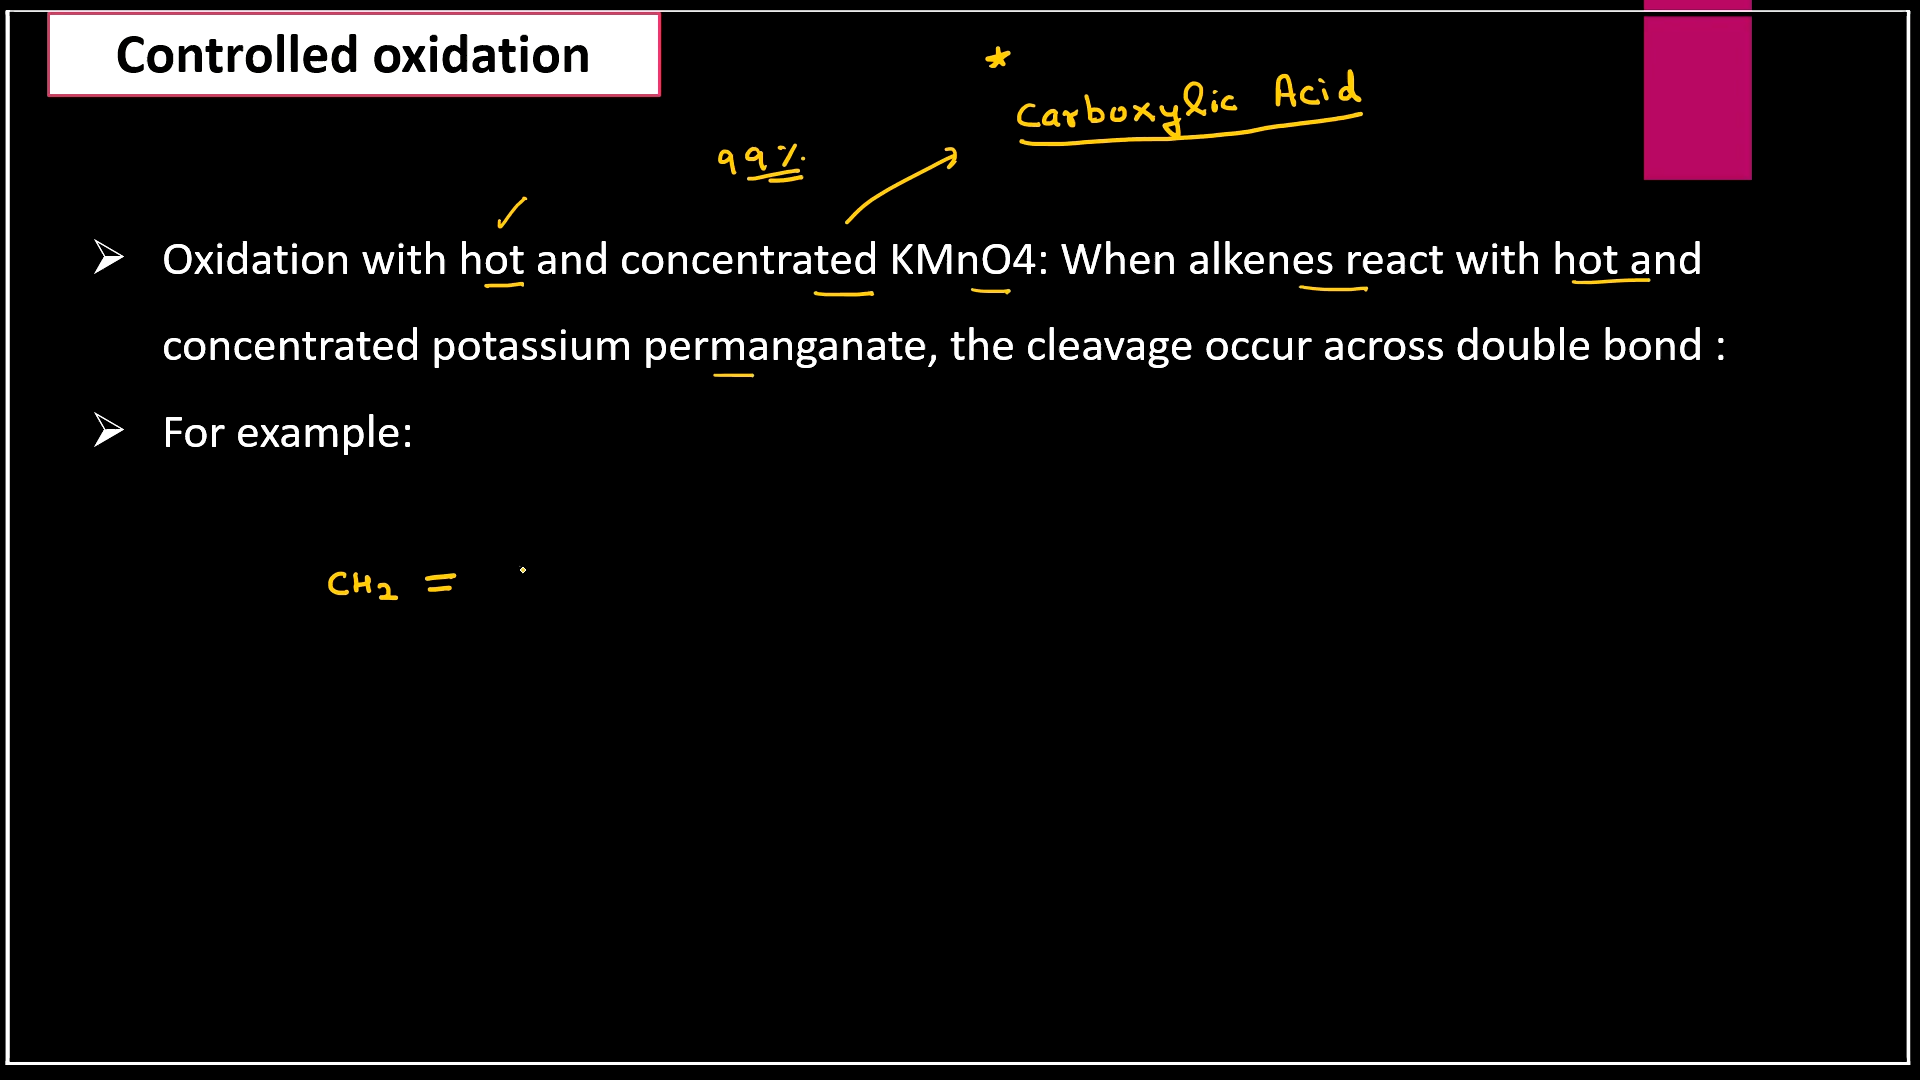 Controlled oxidation
*
Carboxylic Acid
99%
Oxidation with hot and concentrated KMnO4: When alkenes react with hot and
concentrated potassium permanganate, the cleavage occur across double bond :
For example:
CH₂ =